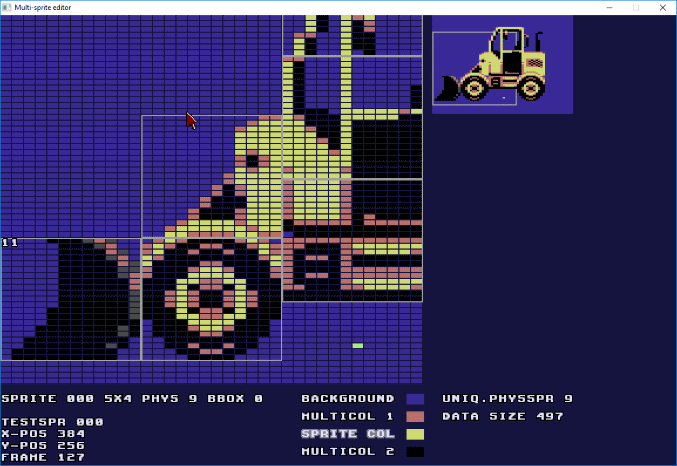 Multi-sprite editor
11
SPRITE 000 5X4 PHYS 9 BBOX 0
TESTSPR 000
X-POS 384
Y-POS 256
FRAME 127
BACKGROUND
MULTICOL 1
SPRITE COL
MULTICOL 2
UNIQ.PHYSSPR 9
DATA SIZE 497